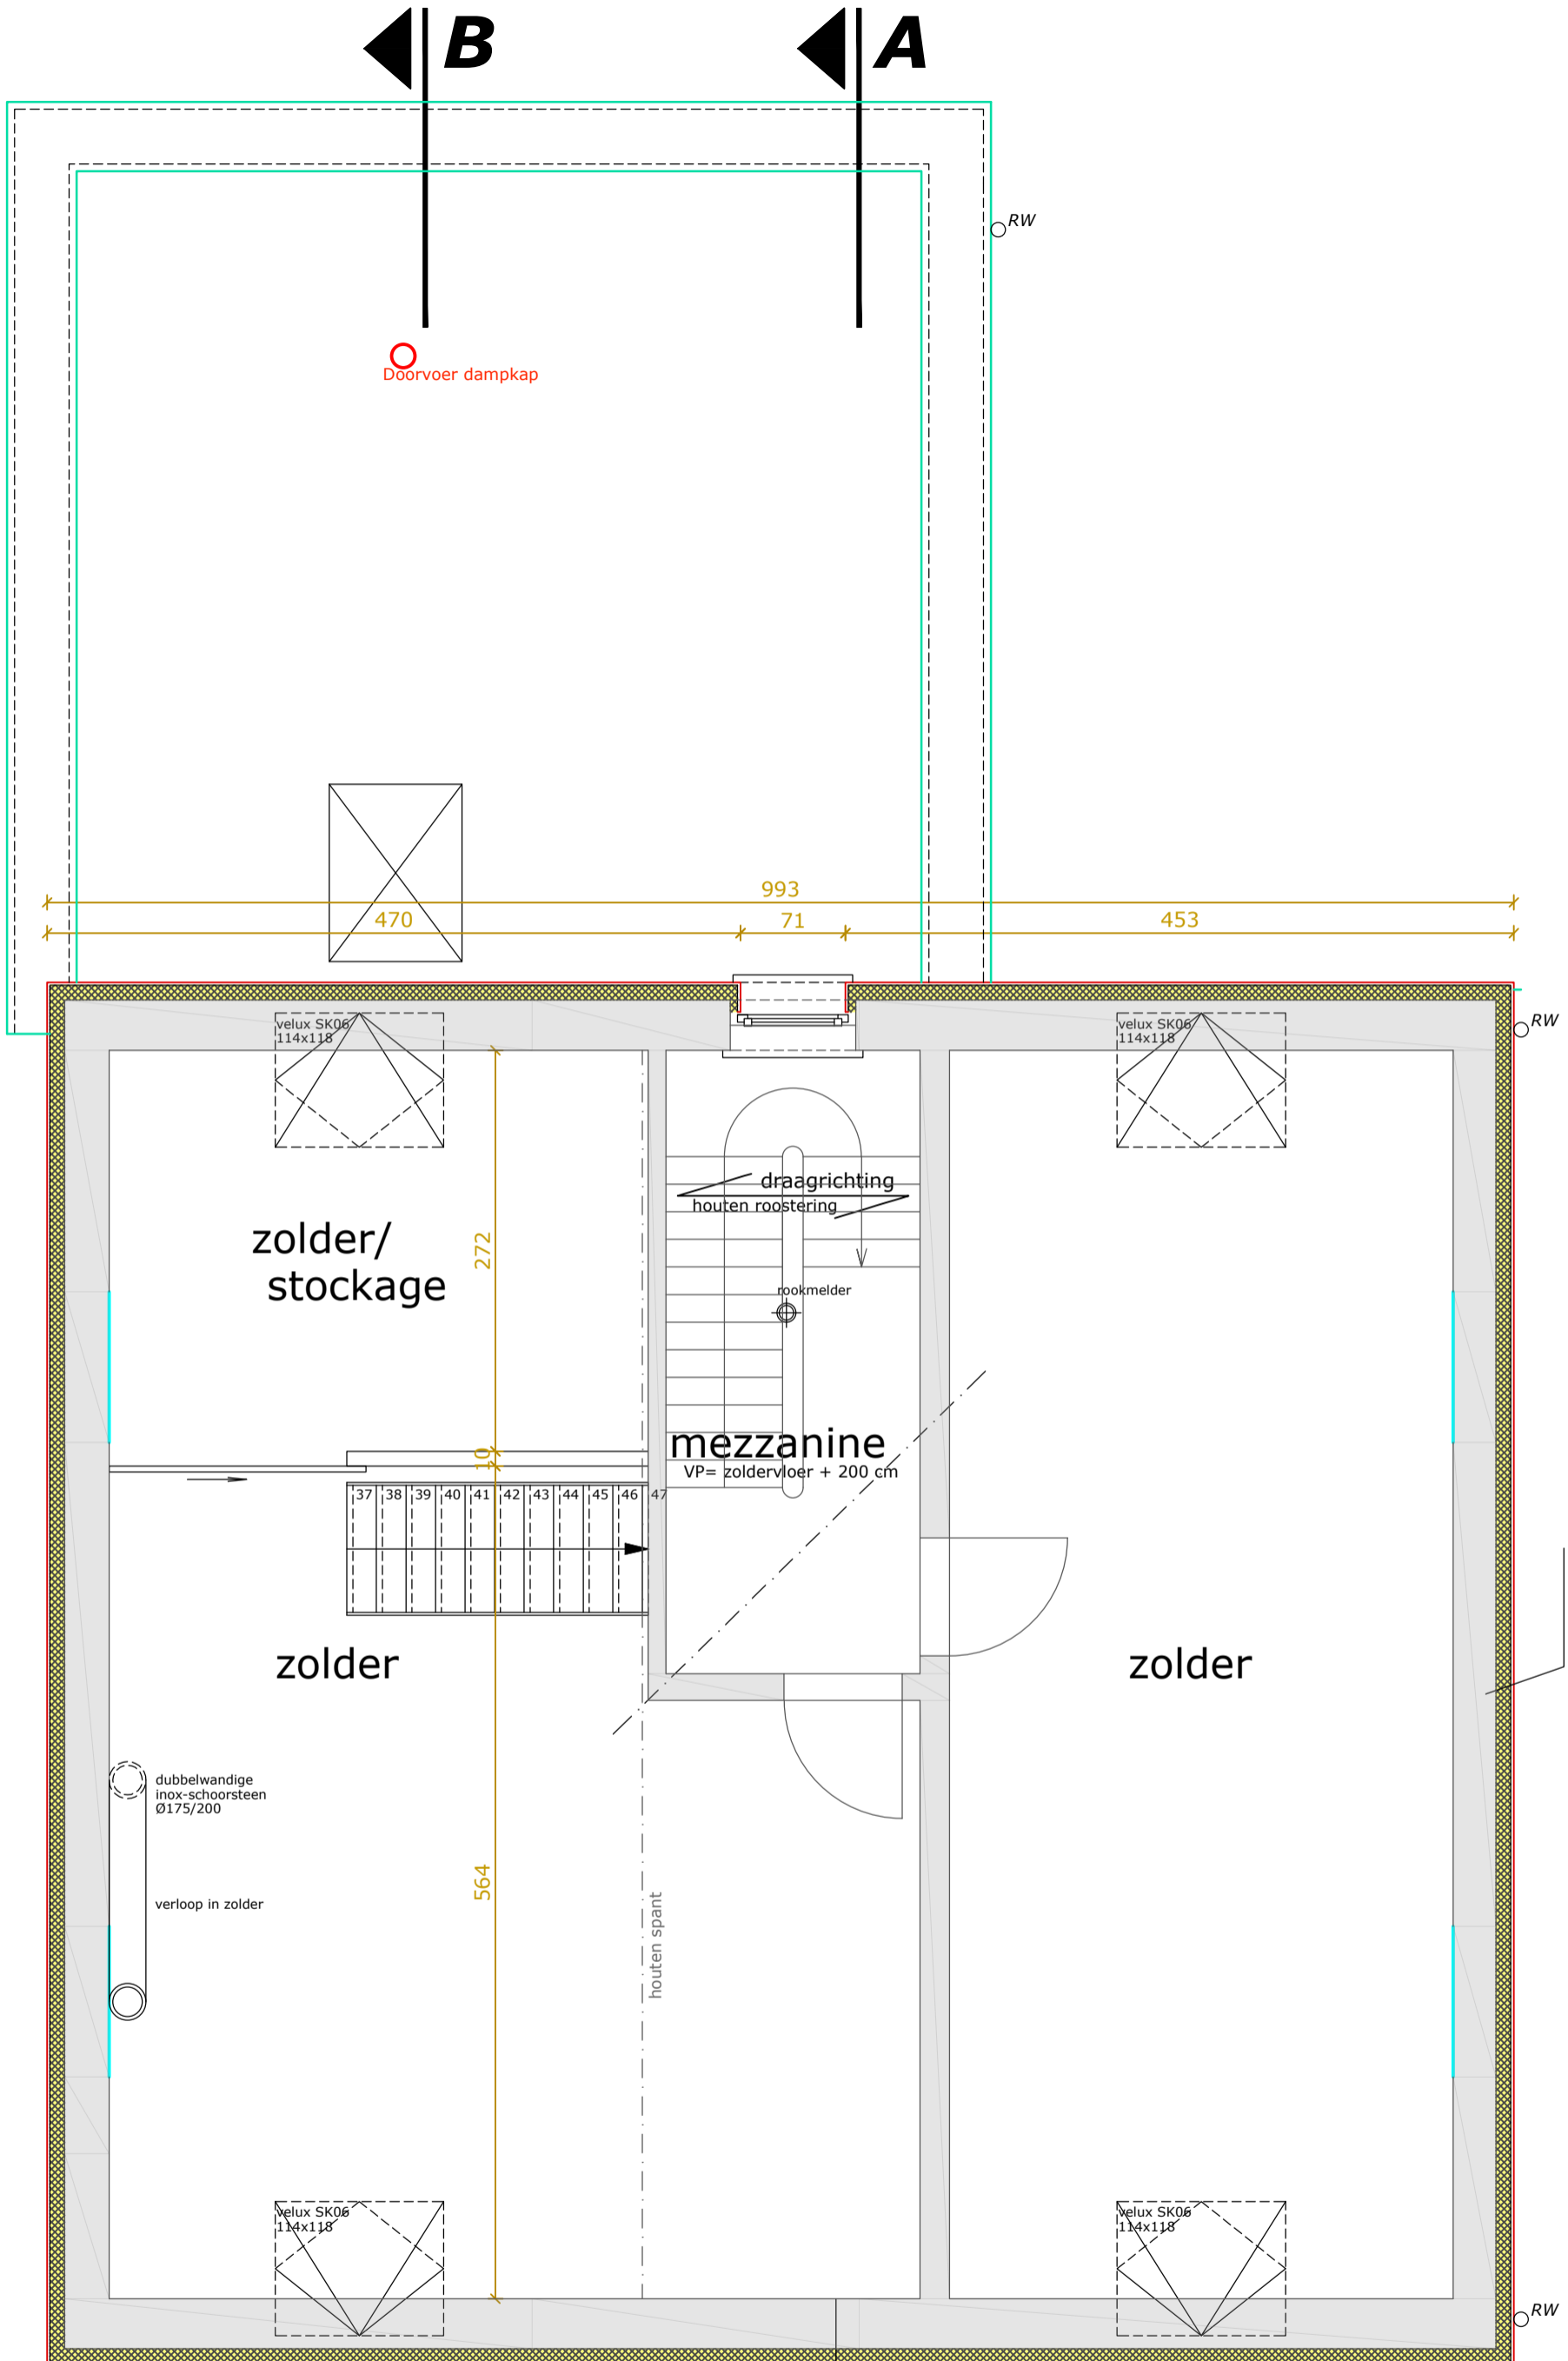 B
A
RW
Doorvoer dampkap
993
470
71
453
velux SK06
114x118
velux SK06
114x118
RW
draagrichting
houten roostering
zolder/
stockage
272
rookmelder
mezzanine
VP= zoldervloer + 200 cm
10
37 38 39 40 41 42 43 44 45 46 47
zolder
zolder
dubbelwandige
inox-schoorsteen
Ø175/200
verloop in zolder
564
houten spant
velux SK06
114x118
velux SK06
114x118
RW